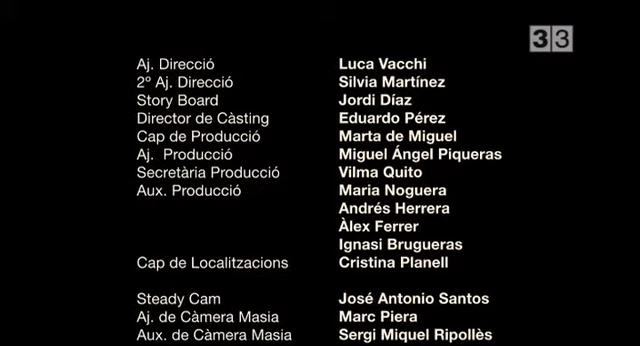 33
Aj. Direcció Luca Vacchi
2º Aj. Direcció Silvia Martínez
Story Board Jordi Díaz
Director de Càsting Eduardo Pérez
Cap de Producció Marta de Miguel
Aj. Producció Miguel Ángel Piqueras
Secretària Producció Vilma Quito
Aux. Producció Maria Noguera
Andrés Herrera
Àlex Ferrer
Ignasi Brugueras
Cap de Localitzacions Cristina Planell
Steady Cam José Antonio Santos
Aj. de Càmera Masia Marc Piera
Aux. de Càmera Masia Sergi Miquel Ripollès